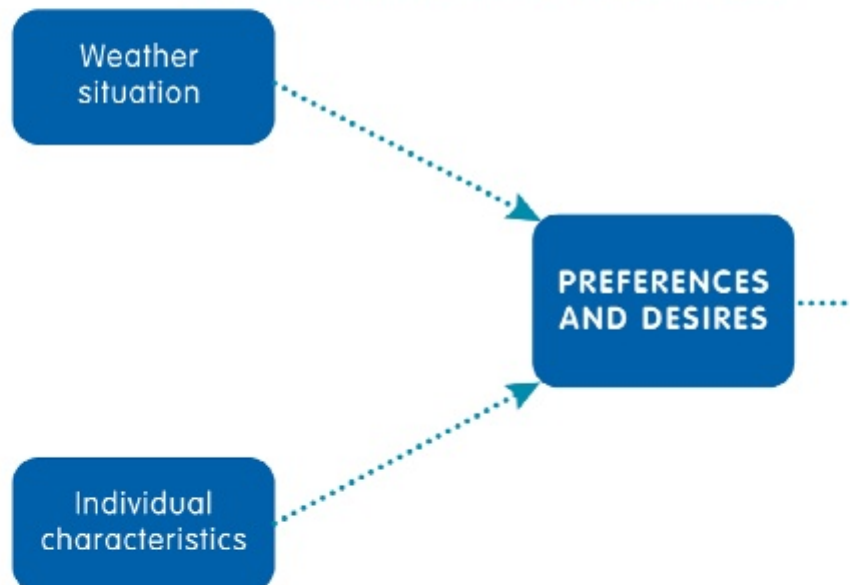 Weather
situation
PREFERENCES
AND DESIRES
Individual
characteristics